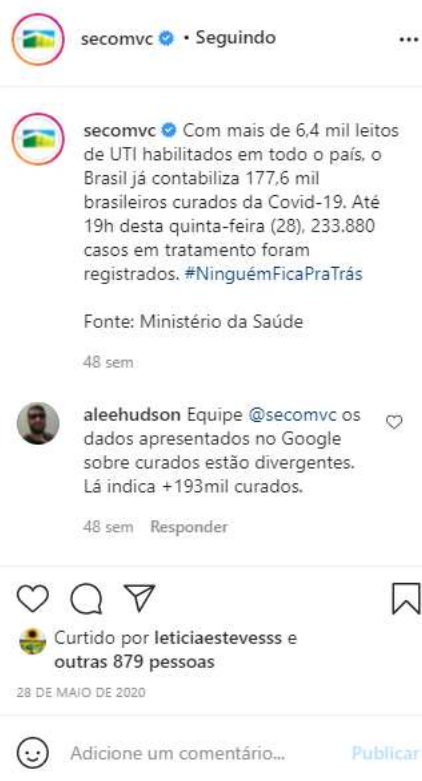 secomvc • Seguindo
secomvc Com mais de 6,4 mil leitos
de UTI habilitados em todo o país, o
Brasil já contabiliza 177,6 mil
brasileiros curados da Covid-19. Até
19h desta quinta-feira (28), 233.880
casos em tratamento foram
registrados. #NinguémFicaPraTrás
Fonte: Ministério da Saúde
48 sem
aleehudson Equipe @secomvc os
dados apresentados no Google
sobre curados estão divergentes.
Lá indica +193mil curados.
48 sem Responder
Curtido por leticiaestevesss e
outras 879 pessoas
28 DE MAIO DE 2020
Adicione um comentário... Publicar